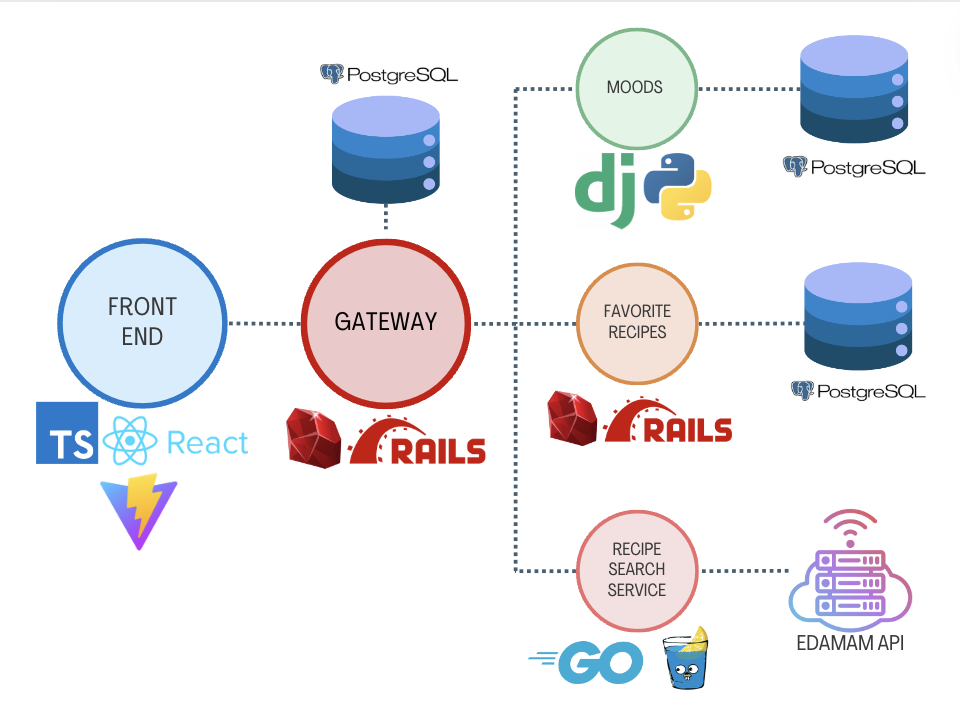 PostgreSQL
MOODS
PostgreSQL
dj
FRONT
END
GATEWAY
FAVORITE
RECIPES
PostgreSQL
TS
React
RAILS
RAILS
RECIPE
SEARCH
SERVICE
EDAMAM API
GO